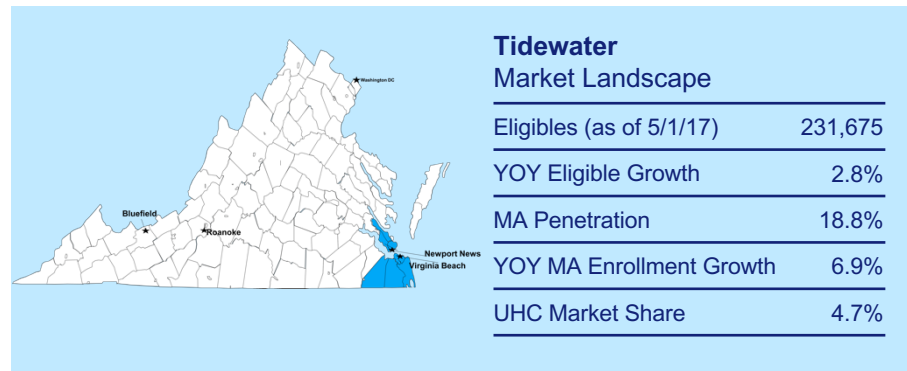 Tidewater
Market Landscape
Eligibles (as of 5/1/17) 231,675
YOY Eligible Growth 2.8%
MA Penetration 18.8%
YOY MA Enrollment Growth 6.9%
UHC Market Share 4.7%
Washington DC
Bluefield
Roanoke
Newport News
Virginia Beach